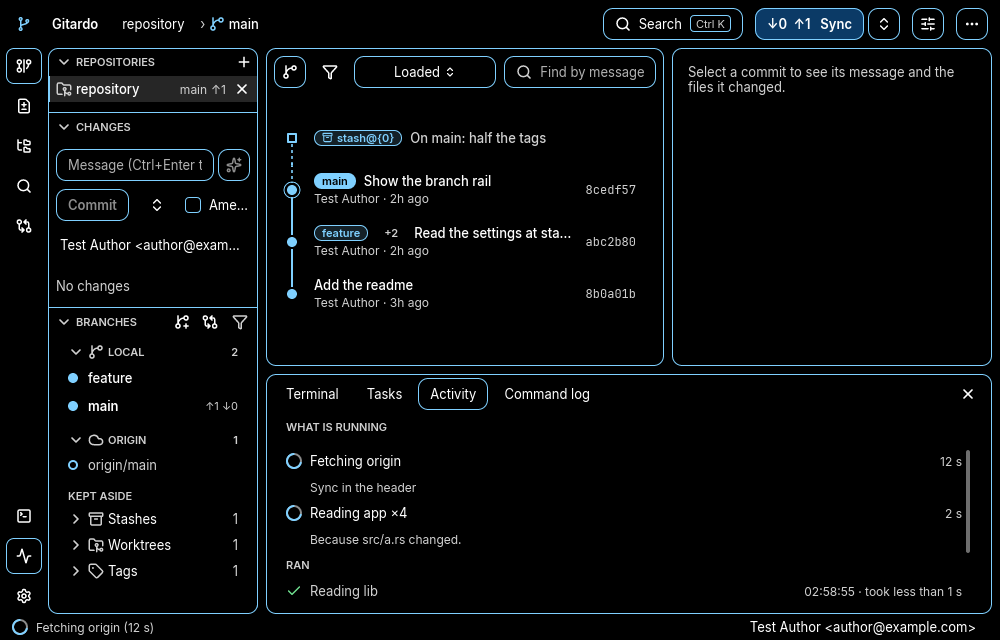 Gitardo repository › main Search Ctrl K ↓0 ↑1 Sync
REPOSITORIES
repository main ↑1
CHANGES
Message (Ctrl+Enter t
Commit Ame...
Test Author <author@exam...
No changes
BRANCHES
LOCAL 2
feature
main ↑1 ↓0
ORIGIN 1
origin/main
KEPT ASIDE
Stashes 1
Worktrees 1
Tags 1
Loaded Find by message
stash@{0} On main: half the tags
main Show the branch rail
Test Author · 2h ago 8cedf57
feature +2 Read the settings at sta...
Test Author · 2h ago abc2b80
Add the readme
Test Author · 3h ago 8b0a01b
Select a commit to see its message and the
files it changed.
Terminal Tasks Activity Command log
WHAT IS RUNNING
Fetching origin 12 s
Sync in the header
Reading app ×4 2 s
Because src/a.rs changed.
RAN
Reading lib 02:58:55 · took less than 1 s
Fetching origin (12 s) Test Author <author@example.com>